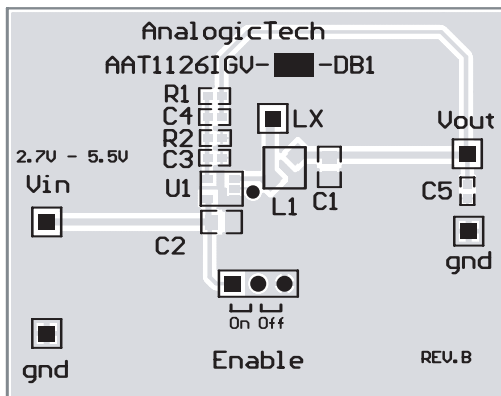 AnalogicTech
AAT1126IGV- -DB1
R1
C4
R2
C3
LX
Vout
2.7V - 5.5V
Vin
U1
L1
C1
C5
C2
gnd
On Off
gnd
Enable
REV.B